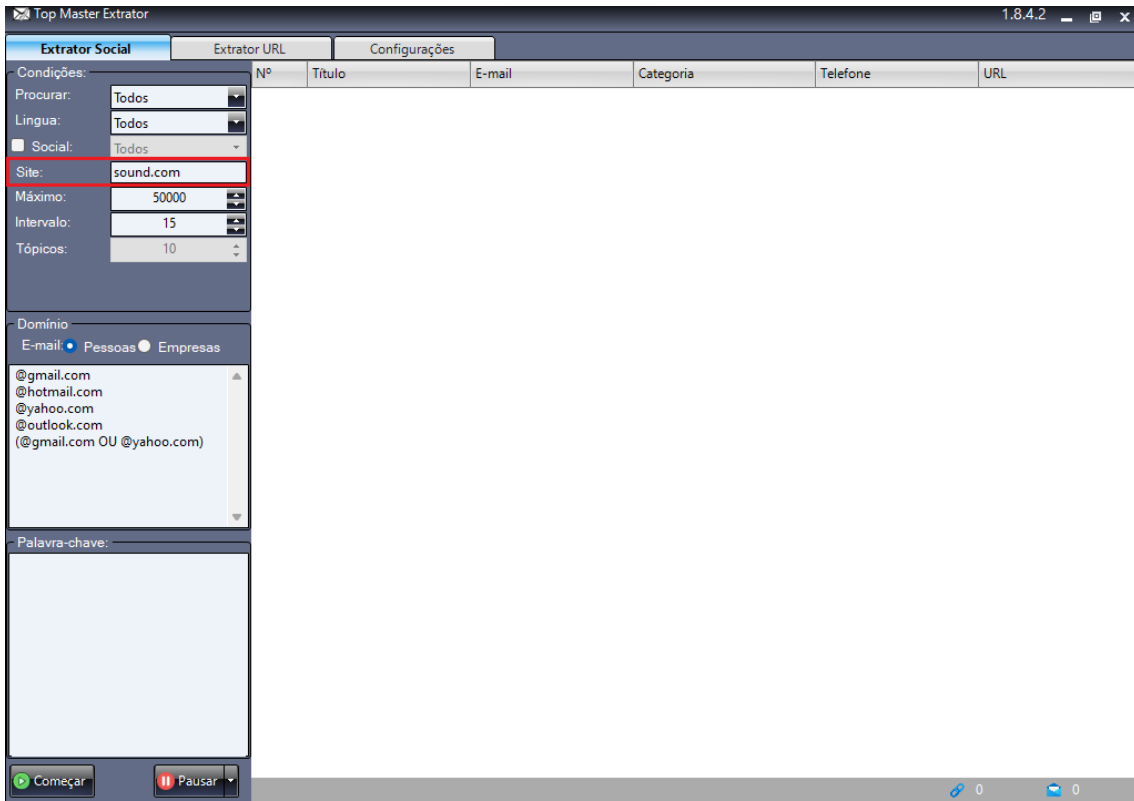 Top Master Extrator
1.8.4.2
Extrator Social
Extrator URL
Configurações
Condições:
Procurar: Todos
Lingua: Todos
Social: Todos
Site: sound.com
Máximo: 50000
Intervalo: 15
Tópicos: 10
Nº Título E-mail Categoria Telefone URL
Domínio
E-mail: Pessoas Empresas
@gmail.com
@hotmail.com
@yahoo.com
@outlook.com
(@gmail.com OU @yahoo.com)
Palavra-chave:
Começar
Pausar
0 0